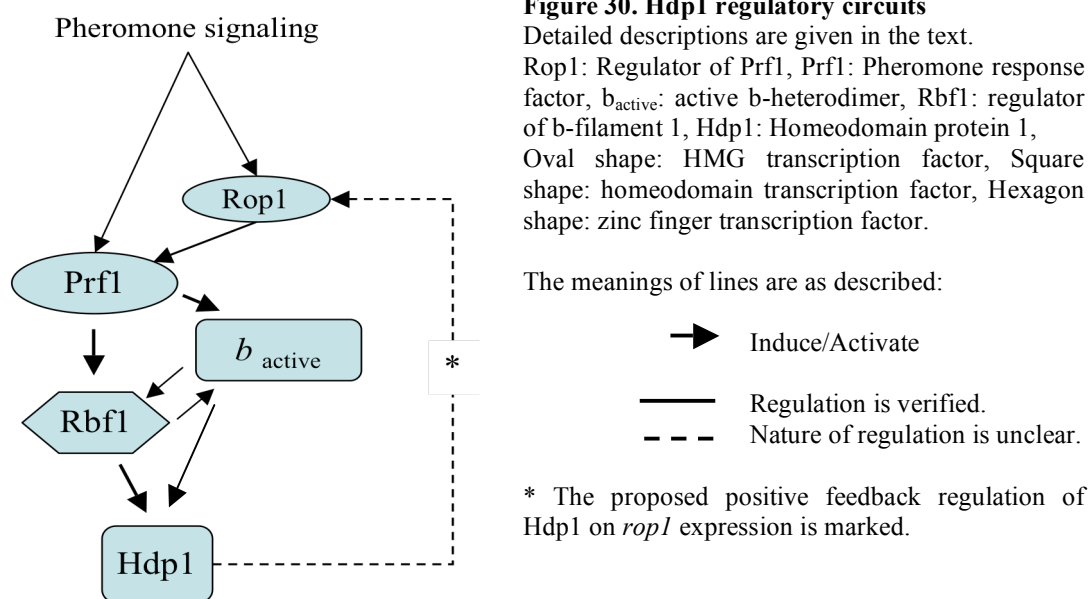 Pheromone signaling
Rop1
Prf1
b active
*
Rbf1
Hdp1
Figure 30. Hdp1 regulatory circuits
Detailed descriptions are given in the text.
Rop1: Regulator of Prf1, Prf1: Pheromone response
factor, bactive: active b-heterodimer, Rbf1: regulator
of b-filament 1, Hdp1: Homeodomain protein 1,
Oval shape: HMG transcription factor, Square
shape: homeodomain transcription factor, Hexagon
shape: zinc finger transcription factor.
The meanings of lines are as described:
Induce/Activate
Regulation is verified.
Nature of regulation is unclear.
* The proposed positive feedback regulation of
Hdp1 on rop1 expression is marked.